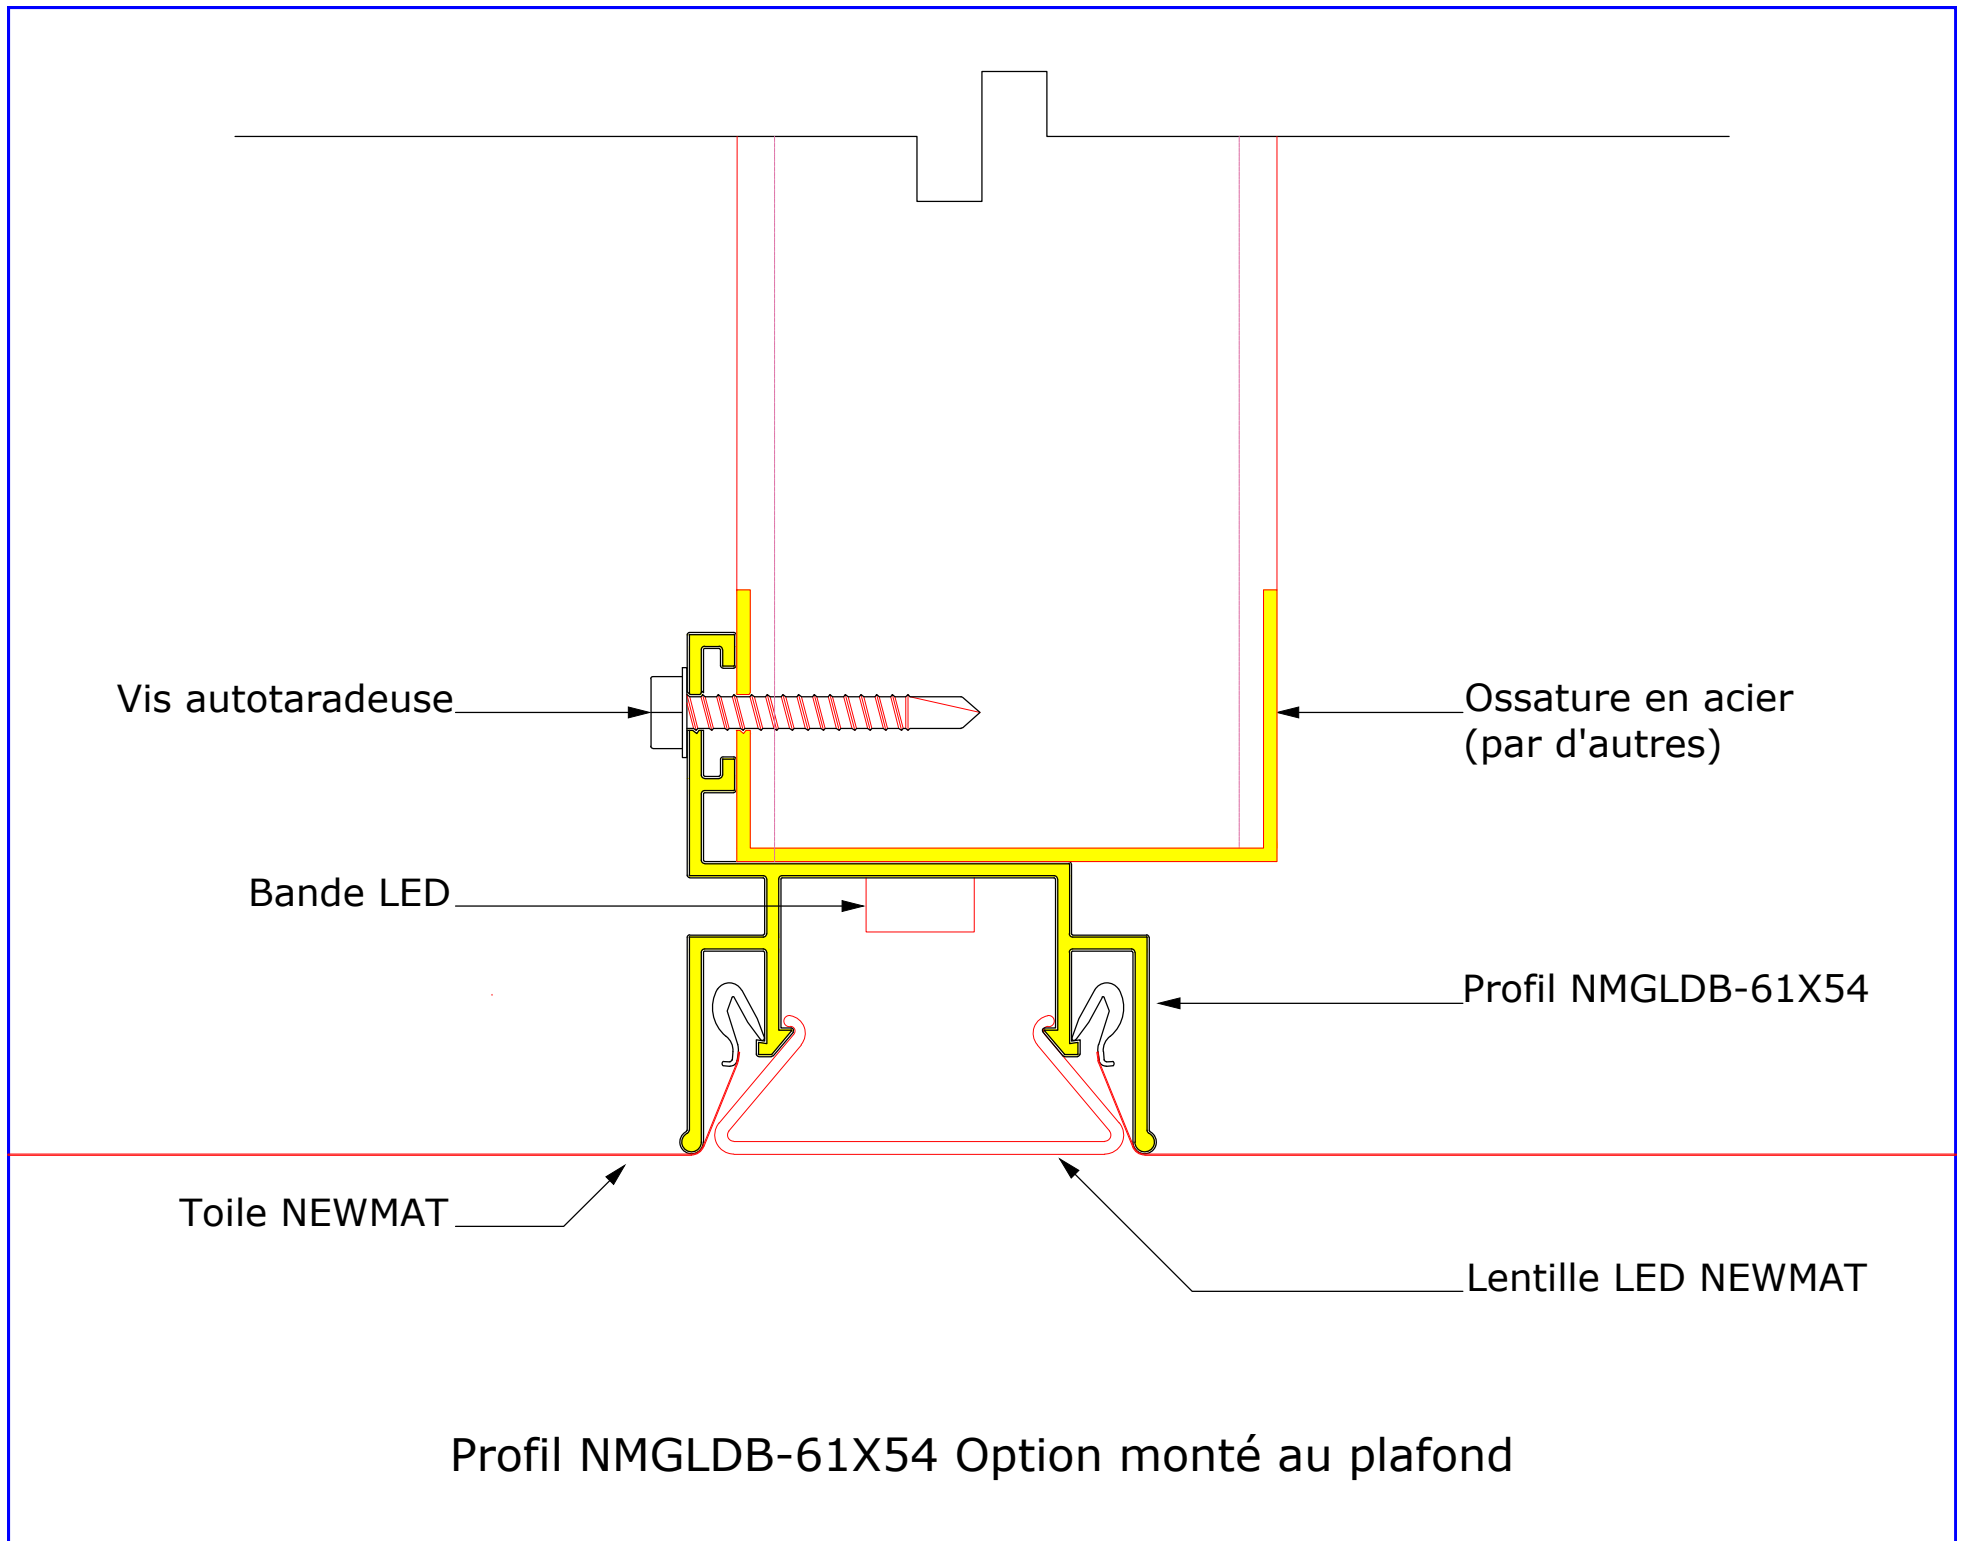 Vis autotaradeuse
Ossature en acier
(par d'autres)
Bande LED
Profil NMGLDB-61X54
Toile NEWMAT
Lentille LED NEWMAT
Profil NMGLDB-61X54 Option monté au plafond